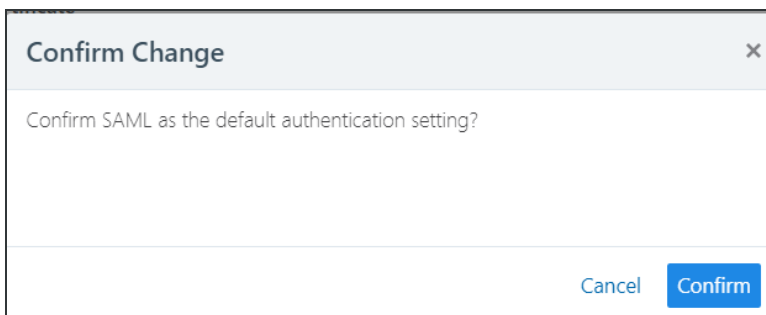 Confirm Change
×
Confirm SAML as the default authentication setting?
Cancel Confirm